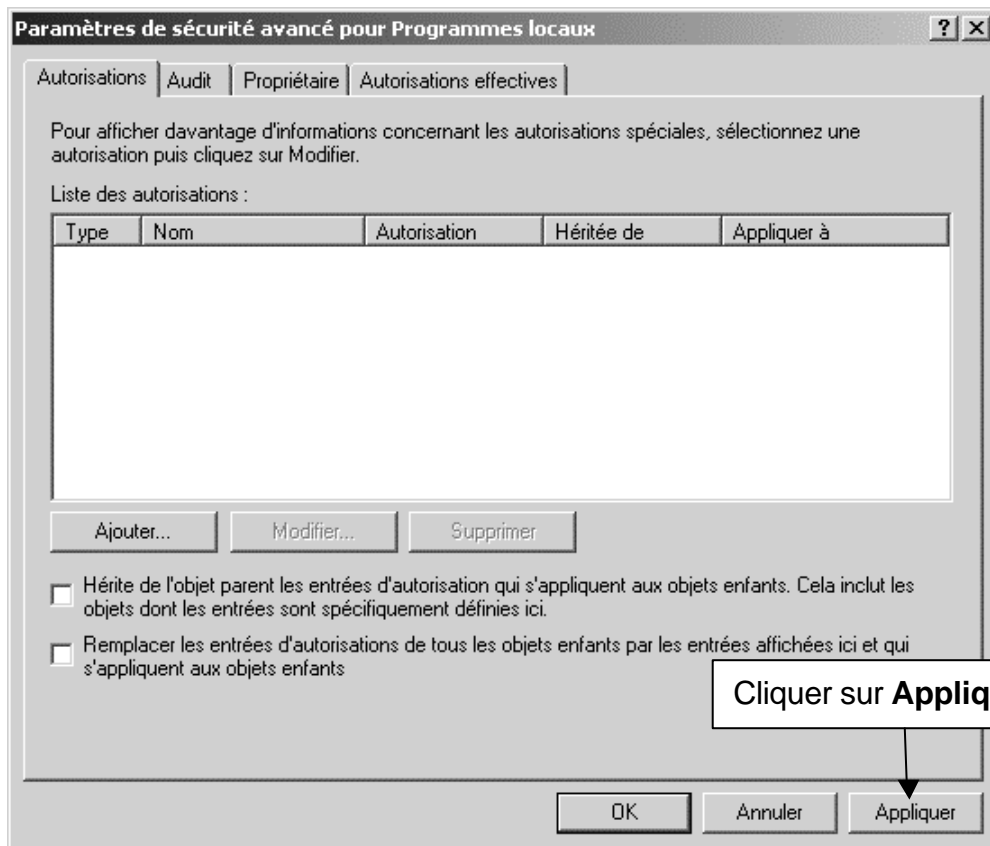 Paramètres de sécurité avancé pour Programmes locaux
Autorisations Audit Propriétaire Autorisations effectives
Pour afficher davantage d'informations concernant les autorisations spéciales, sélectionnez une
autorisation puis cliquez sur Modifier.
Liste des autorisations :
Type Nom Autorisation Héritée de Appliquer à
Ajouter... Modifier... Supprimer
Hérite de l'objet parent les entrées d'autorisation qui s'appliquent aux objets enfants. Cela inclut les
objets dont les entrées sont spécifiquement définies ici.
Remplacer les entrées d'autorisations de tous les objets enfants par les entrées affichées ici et qui
s'appliquent aux objets enfants
Cliquer sur Appliq
OK Annuler Appliquer